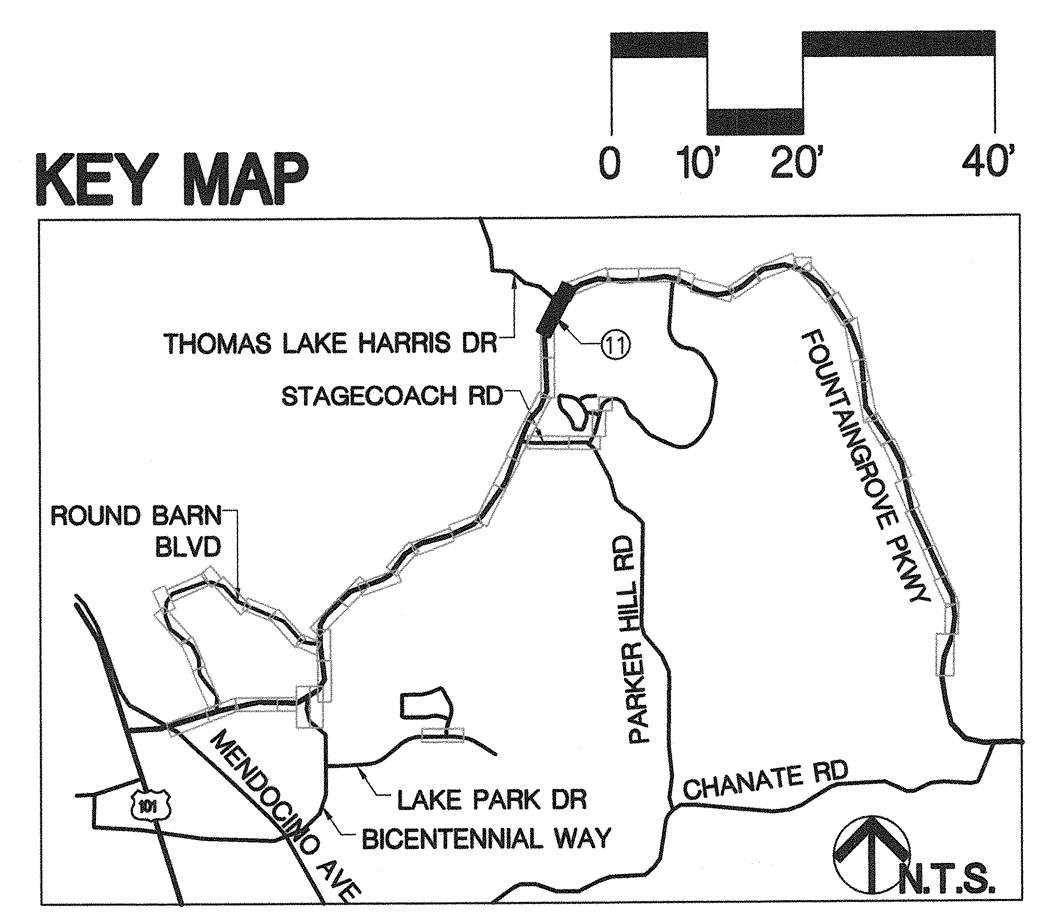 0 10' 20' 40'
KEY MAP
THOMAS LAKE HARRIS DR
11
STAGECOACH RD
FOUNTAINGROVE PKWY
ROUND BARN
BLVD
PARKER HILL RD
MENDOCINO AVE
CHANATE RD
LAKE PARK DR
101
BICENTENNIAL WAY
N.T.S.